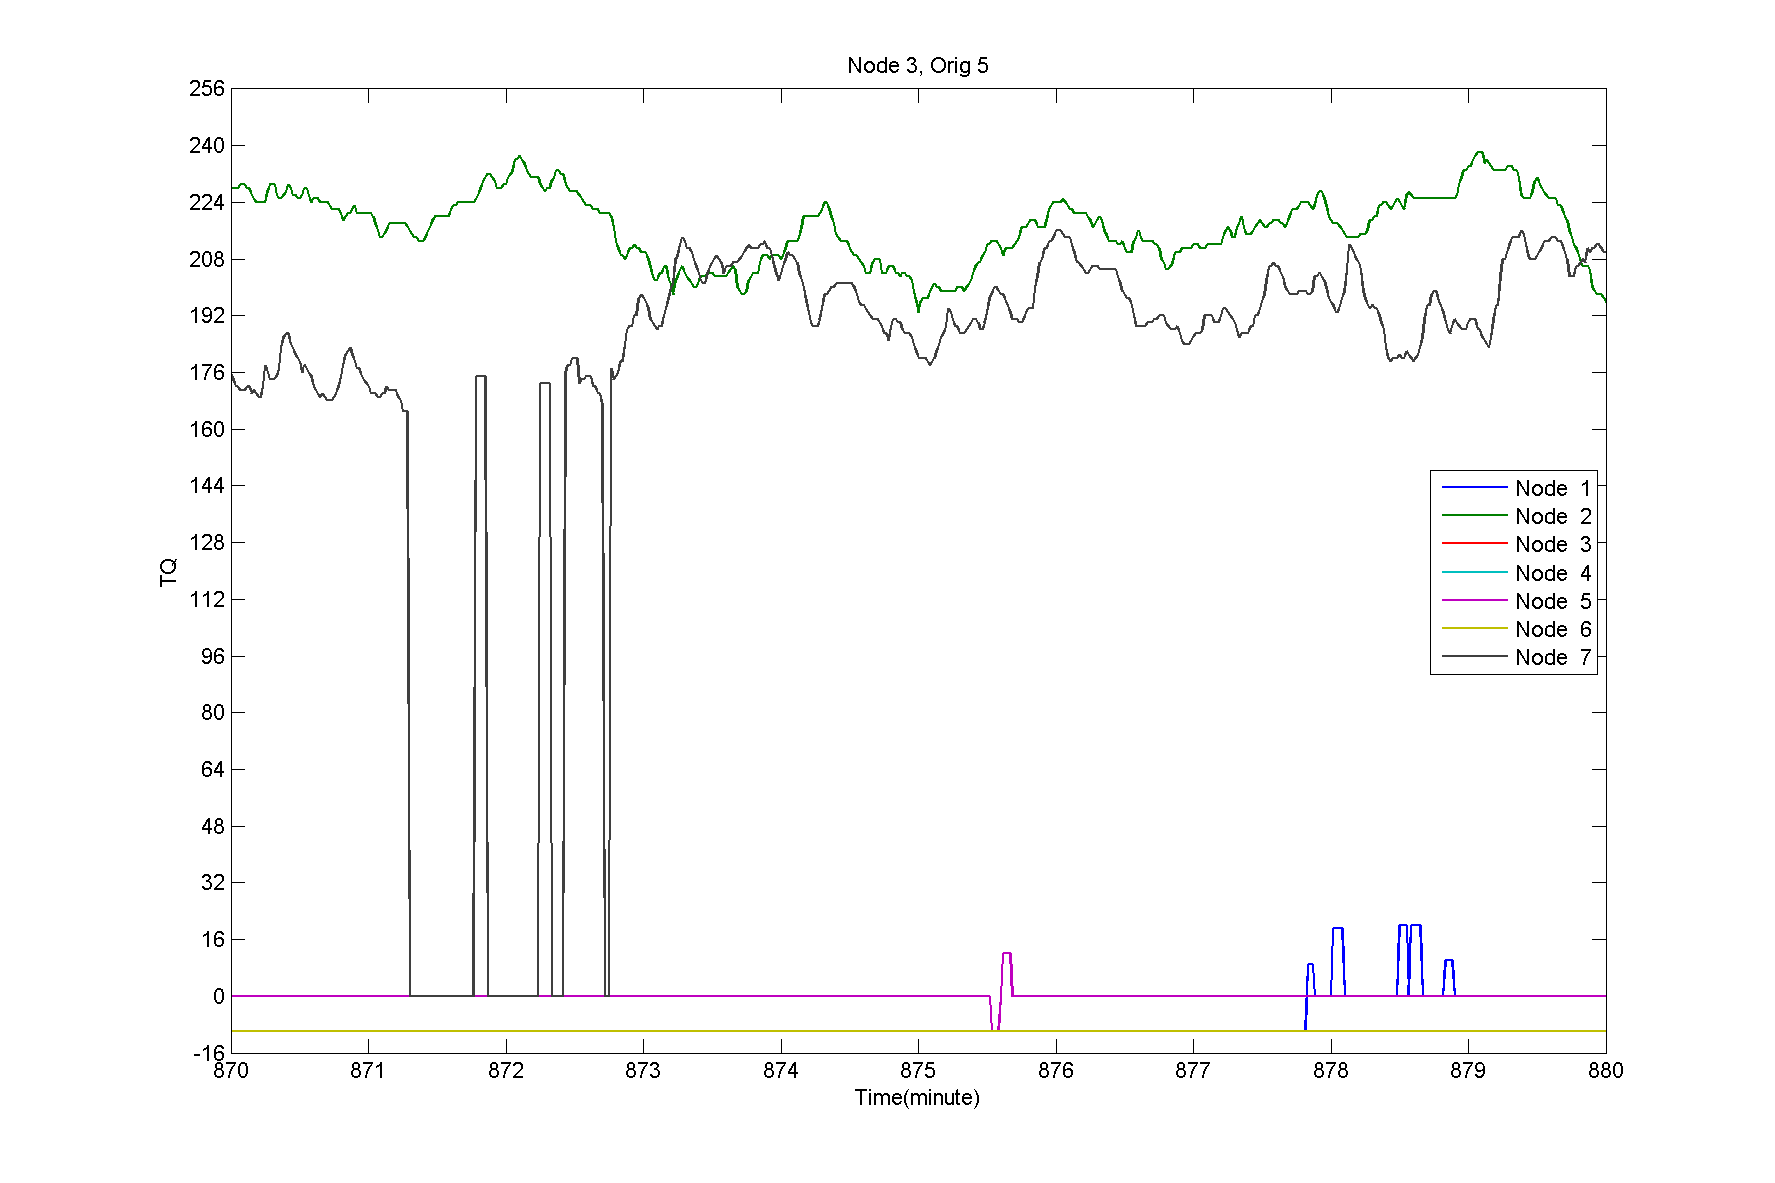 Node 3, Orig 5
256
240
224
208
192
176
160
144
128
112
96
80
64
48
32
16
0
-16
TQ
Node 1
Node 2
Node 3
Node 4
Node 5
Node 6
Node 7
870 871 872 873 874 875 876 877 878 879 880
Time(minute)